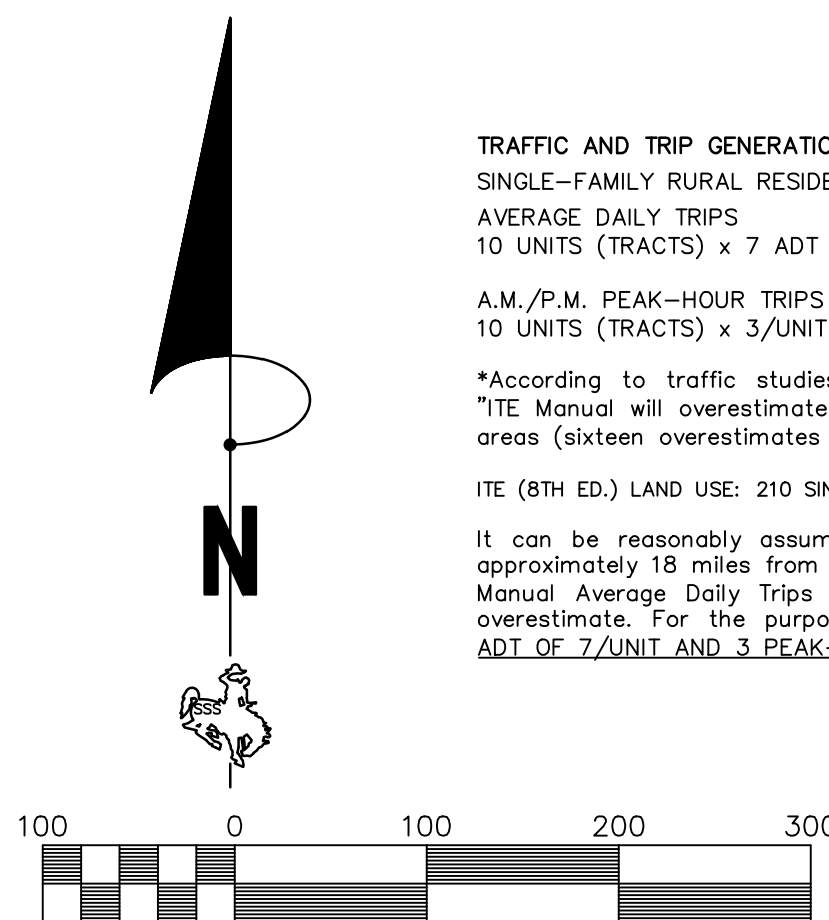 TRAFFIC AND TRIP GENERATIO
SINGLE–FAMILY RURAL RESIDE
AVERAGE DAILY TRIPS
10 UNITS (TRACTS) x 7 ADT
A.M./P.M. PEAK–HOUR TRIPS
10 UNITS (TRACTS) x 3/UNIT
*According to traffic studies
"ITE Manual will overestimate
areas (sixteen overestimates
ITE (8TH ED.) LAND USE: 210 SIN
It can be reasonably assum
approximately 18 miles from
Manual Average Daily Trips
overestimate. For the purpo
ADT OF 7/UNIT AND 3 PEAK–
N
SSS
100 0 100 200 300